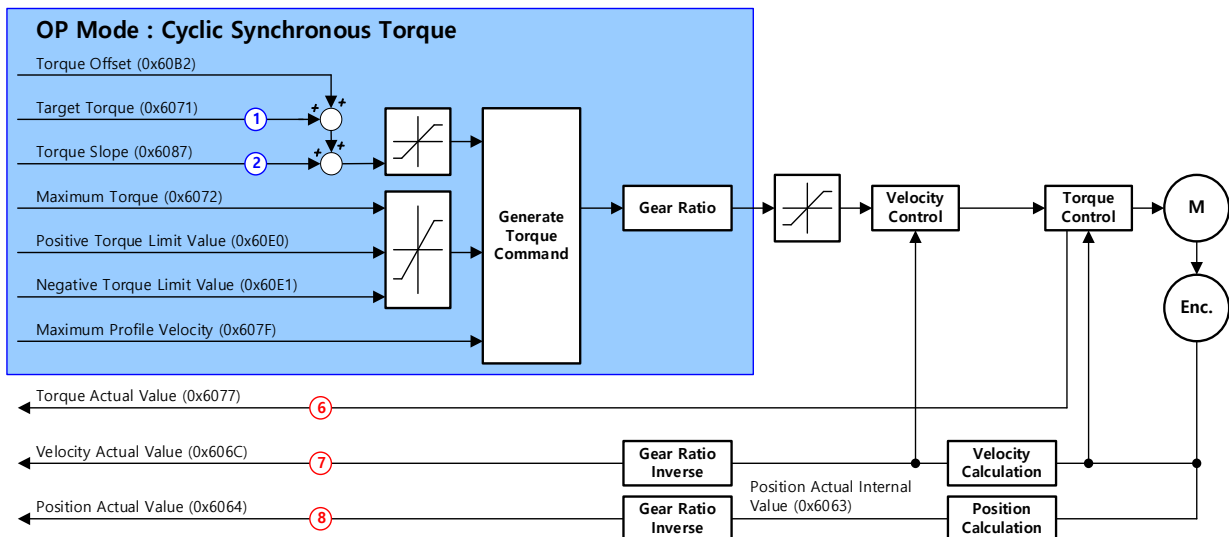 OP Mode : Cyclic Synchronous Torque
Torque Offset (0x60B2)
+
+
Target Torque (0x6071)
1
+
+
Torque Slope (0x6087)
2
Maximum Torque (0x6072)
Positive Torque Limit Value (0x60E0)
Negative Torque Limit Value (0x60E1)
Maximum Profile Velocity (0x607F)
Generate
Torque
Command
Gear Ratio
Velocity
Control
Torque
Control
M
Enc.
Torque Actual Value (0x6077)
6
Velocity Actual Value (0x606C)
7
Gear Ratio
Inverse
Velocity
Calculation
Position Actual Value (0x6064)
8
Gear Ratio
Inverse
Position Actual Internal
Value (0x6063)
Position
Calculation